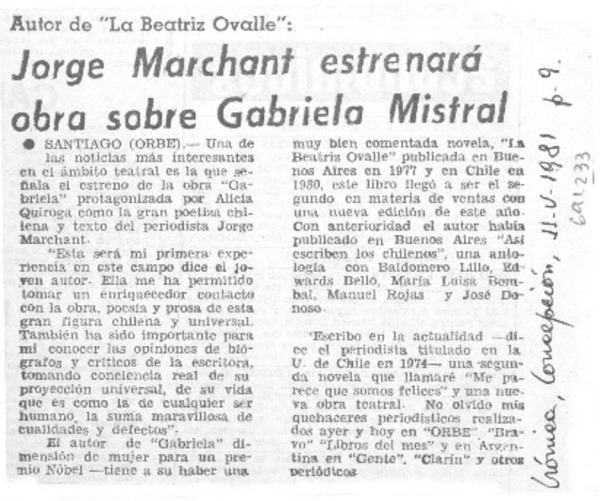 Autor de "La Beatriz Ovalle":
Jorge Marchant estrenará
obra sobre Gabriela Mistral
● SANTIAGO (ORBE).— Una de
las noticias más interesantes
en el ámbito teatral es la que se-
ñala el estreno de la obra "Ga-
briela" protagonizada por Alicia
Quiroga como la gran poetisa chi-
lena y texto del periodista Jorge
Marchant.
"Esta será mi primera expe-
riencia en este campo dice el jo-
ven autor. Ella me ha permitido
tomar un enriquecedor contacto
con la obra, poesía y prosa de esta
gran figura chilena y universal.
También ha sido importante para
mí conocer las opiniones de bió-
grafos y críticos de la escritora,
tomando conciencia real de su
proyección universal, de su vida
que es como la de cualquier ser
humano, la suma maravillosa de
cualidades y defectos".
El autor de "Gabriela" di-
mensión de mujer para un pre-
mio Nóbel —tiene a su haber una
muy bien comentada novela, "La
Beatriz Ovalle" publicada en Bue-
nos Aires en 1977 y en Chile en
1980, este libro llegó a ser el se-
gundo en materia de ventas con
una nueva edición de este año.
Con anterioridad el autor había
publicado en Buenos Aires "Así
escriben los chilenos", una anto-
logía con Baldomero Lillo, Ed-
wards Bello, María Luisa Bom-
bal, Manuel Rojas y José Do-
noso.
"Escribo en la actualidad —di-
ce el periodista titulado en la
U. de Chile en 1974— una segun-
da novela que llamaré "Me pa-
rece que somos felices" y una nue-
va obra teatral. No olvido mis
quehaceres periodísticos realiza-
dos ayer y hoy en "ORBE" "Bra-
vo" "Libros del mes" y en Argen-
tina en "Gente", "Clarín" y otros
periódicos
Crónica, Concepción, 11-V-1981 p.9.
691233